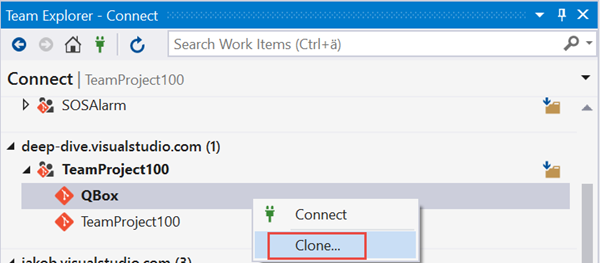 Team Explorer - Connect
Search Work Items (Ctrl+ä)
Connect | TeamProject100
SOSAlarm
deep-dive.visualstudio.com (1)
TeamProject100
QBox
TeamProject100
Connect
Clone...
jakob.visualstudio.com (3)